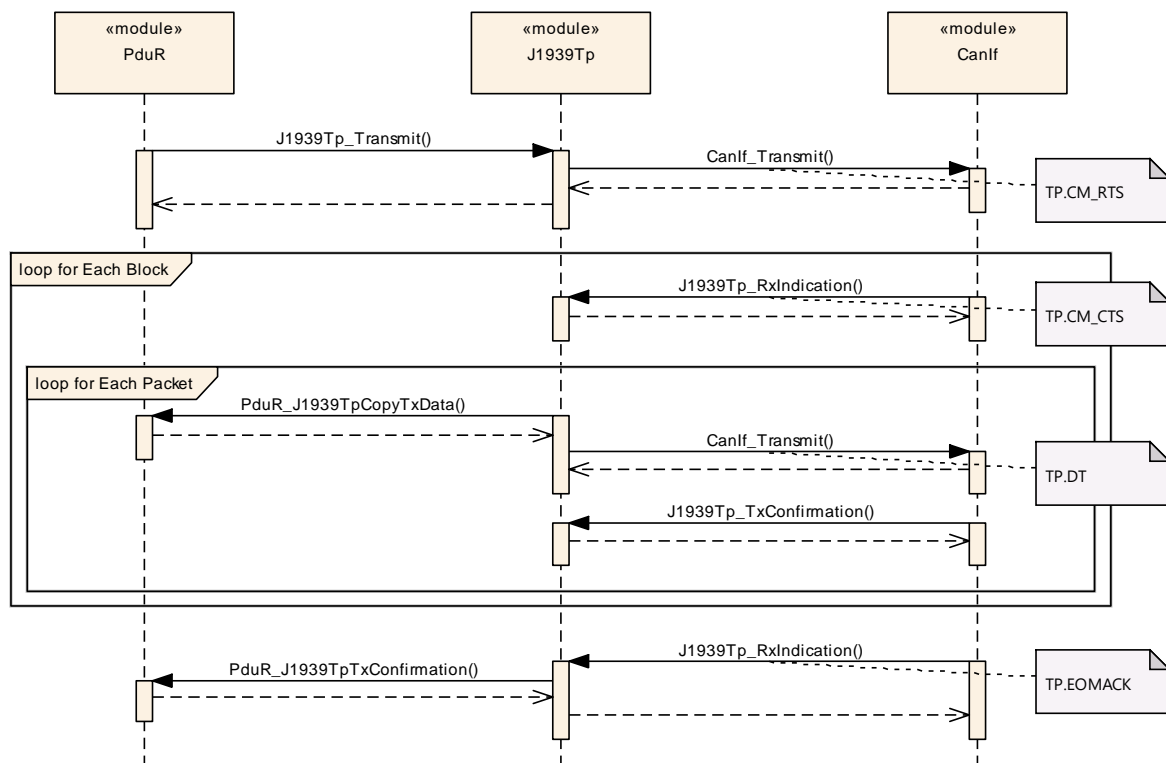 «module»
PduR
«module»
J1939Tp
«module»
CanIf
J1939Tp_Transmit()
CanIf_Transmit()
TP.CM_RTS
loop for Each Block
J1939Tp_RxIndication()
TP.CM_CTS
loop for Each Packet
PduR_J1939TpCopyTxData()
CanIf_Transmit()
TP.DT
J1939Tp_TxConfirmation()
J1939Tp_RxIndication()
PduR_J1939TpTxConfirmation()
TP.EOMACK